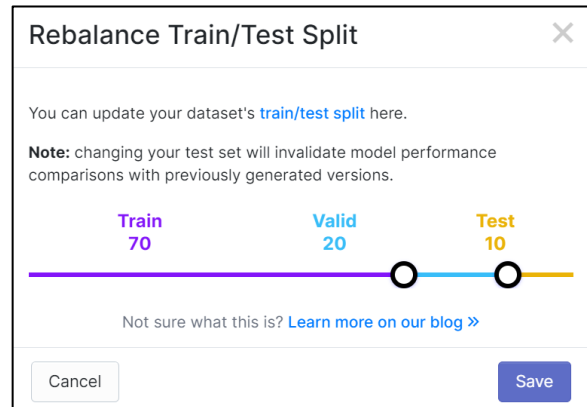 Rebalance Train/Test Split
You can update your dataset's train/test split here.
Note: changing your test set will invalidate model performance
comparisons with previously generated versions.
Train Valid Test
70 20 10
Not sure what this is? Learn more on our blog »
Cancel Save